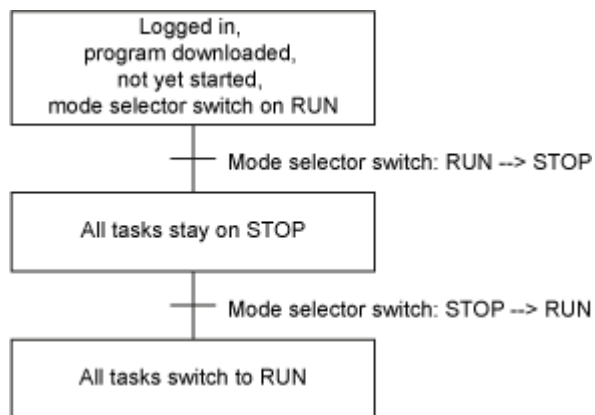 Logged in,
program downloaded,
not yet started,
mode selector switch on RUN
Mode selector switch: RUN --> STOP
All tasks stay on STOP
Mode selector switch: STOP --> RUN
All tasks switch to RUN